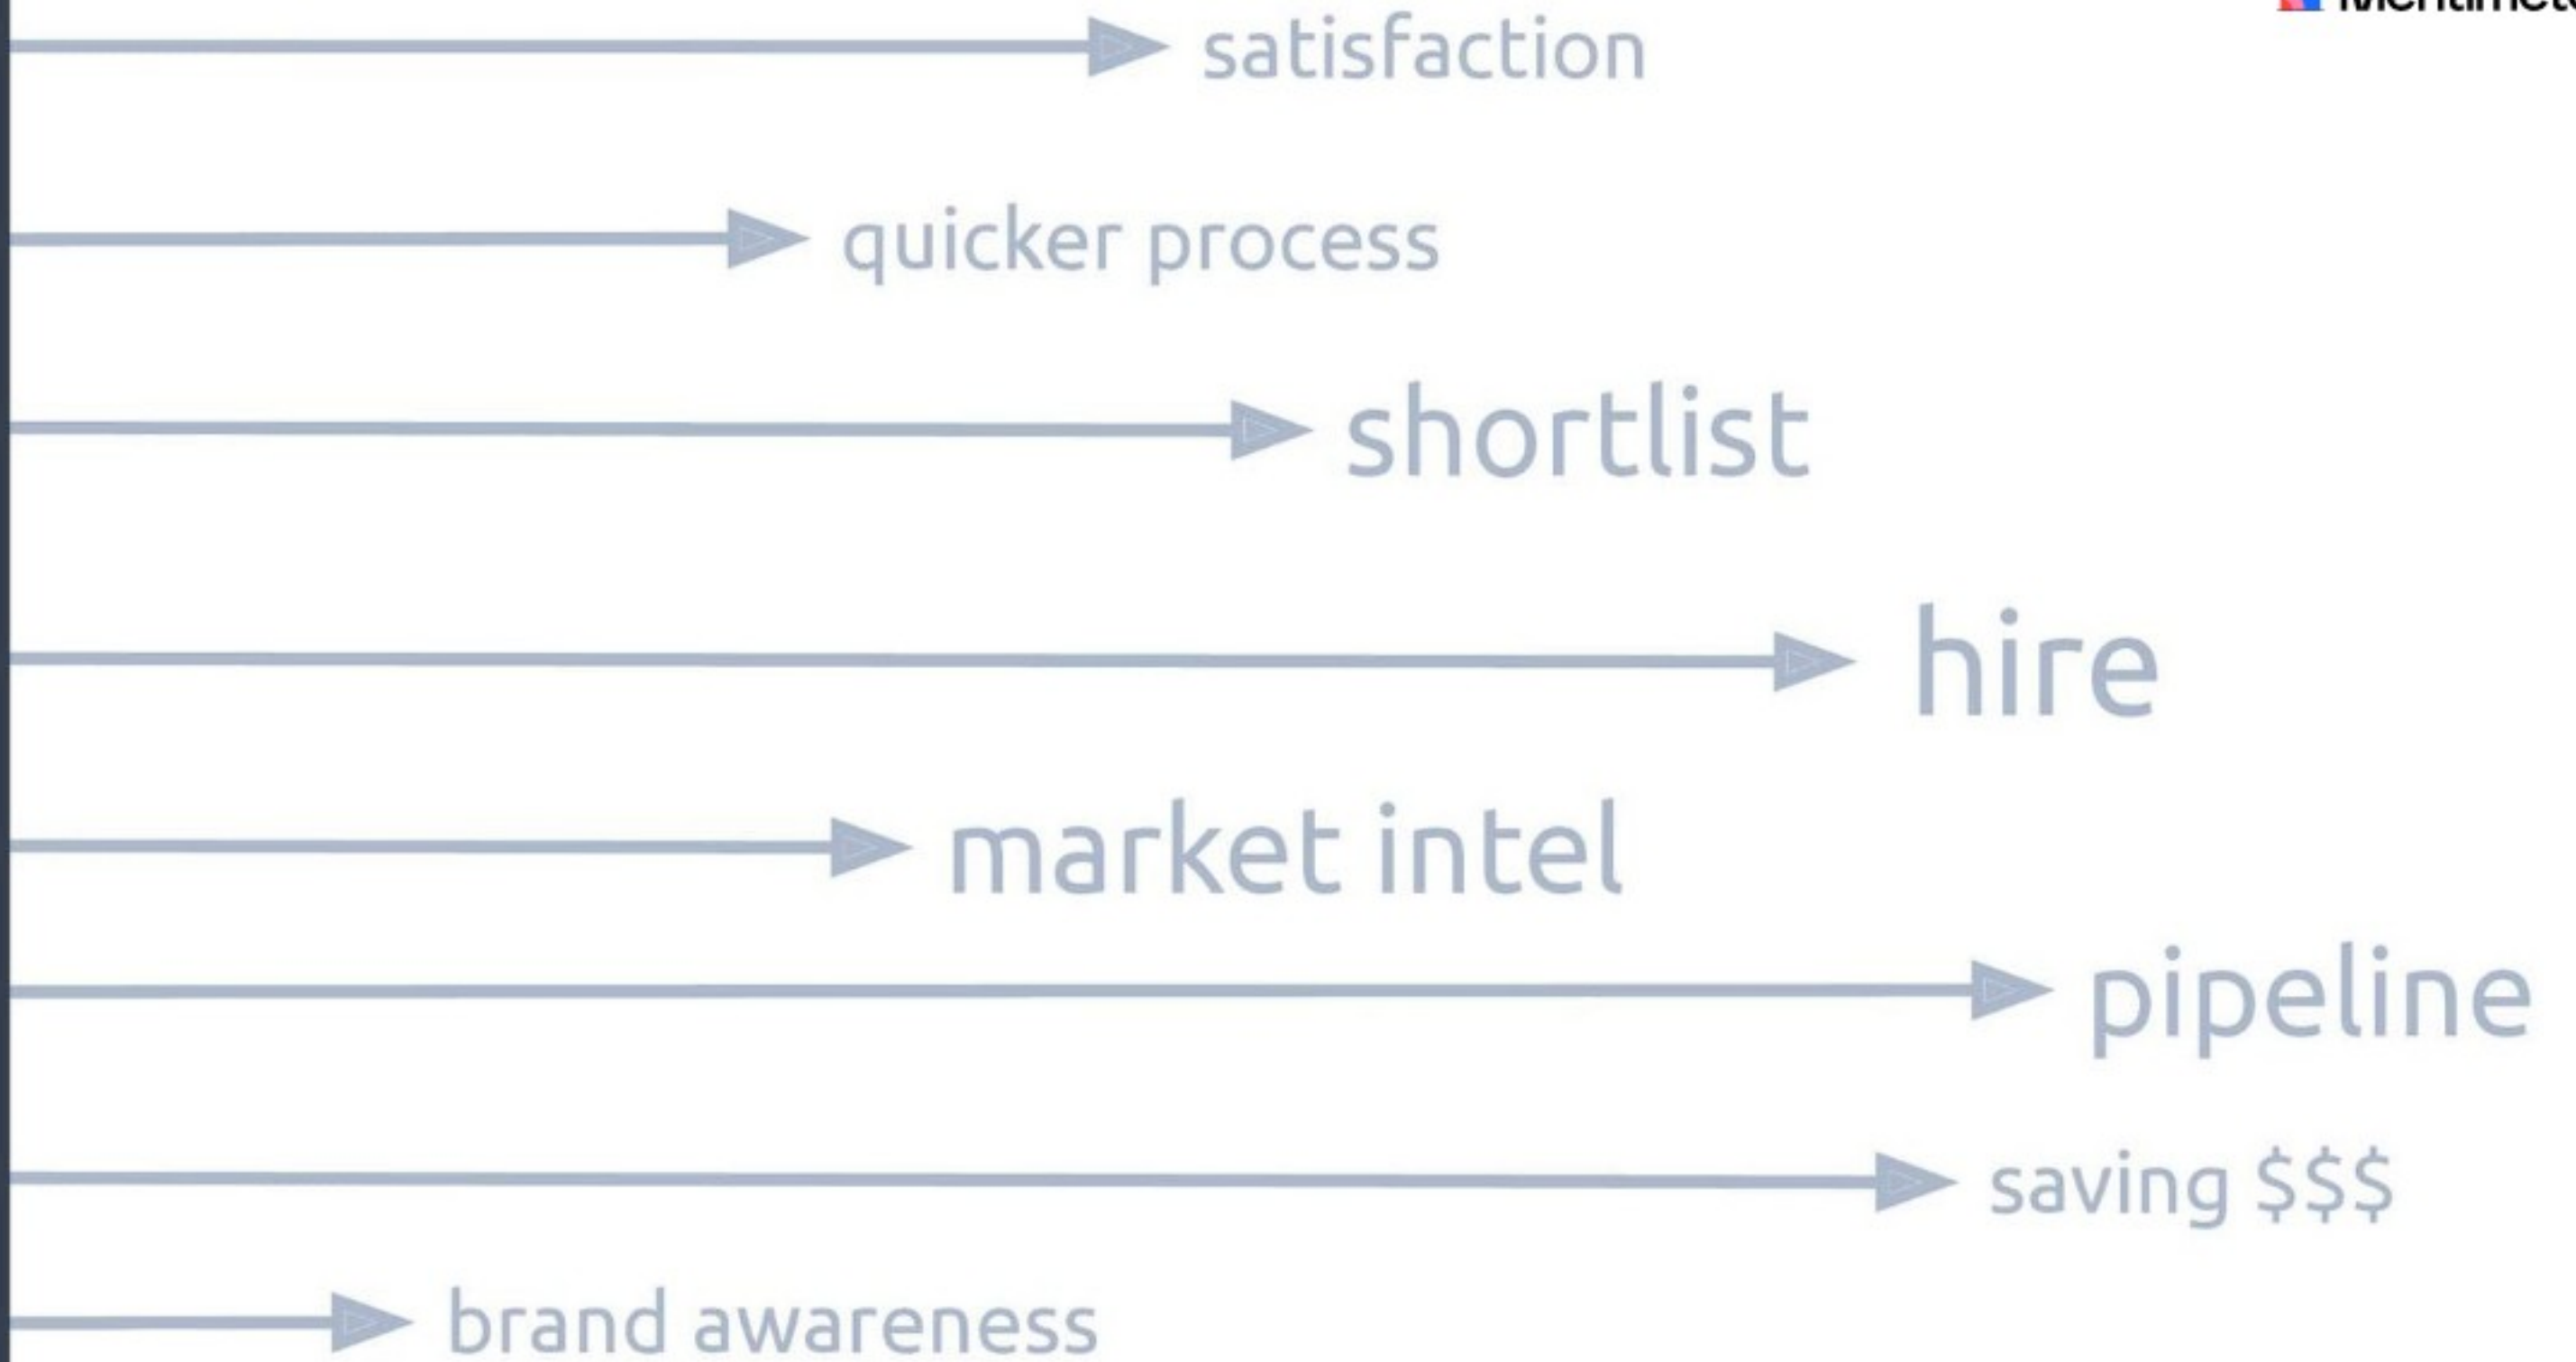 satisfaction
quicker process
shortlist
hire
market intel
pipeline
saving $$$
brand awareness